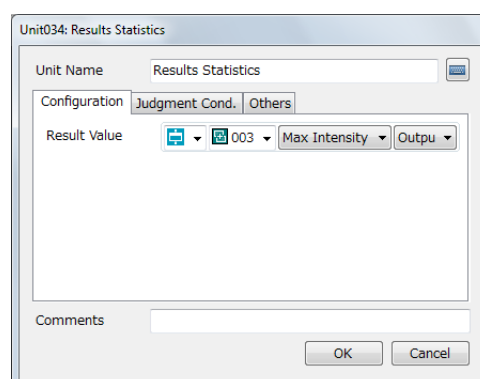 Unit034: Results Statistics
Unit Name Results Statistics
Configuration Judgment Cond. Others
Result Value 003 Max Intensity Outpu
Comments
OK Cancel